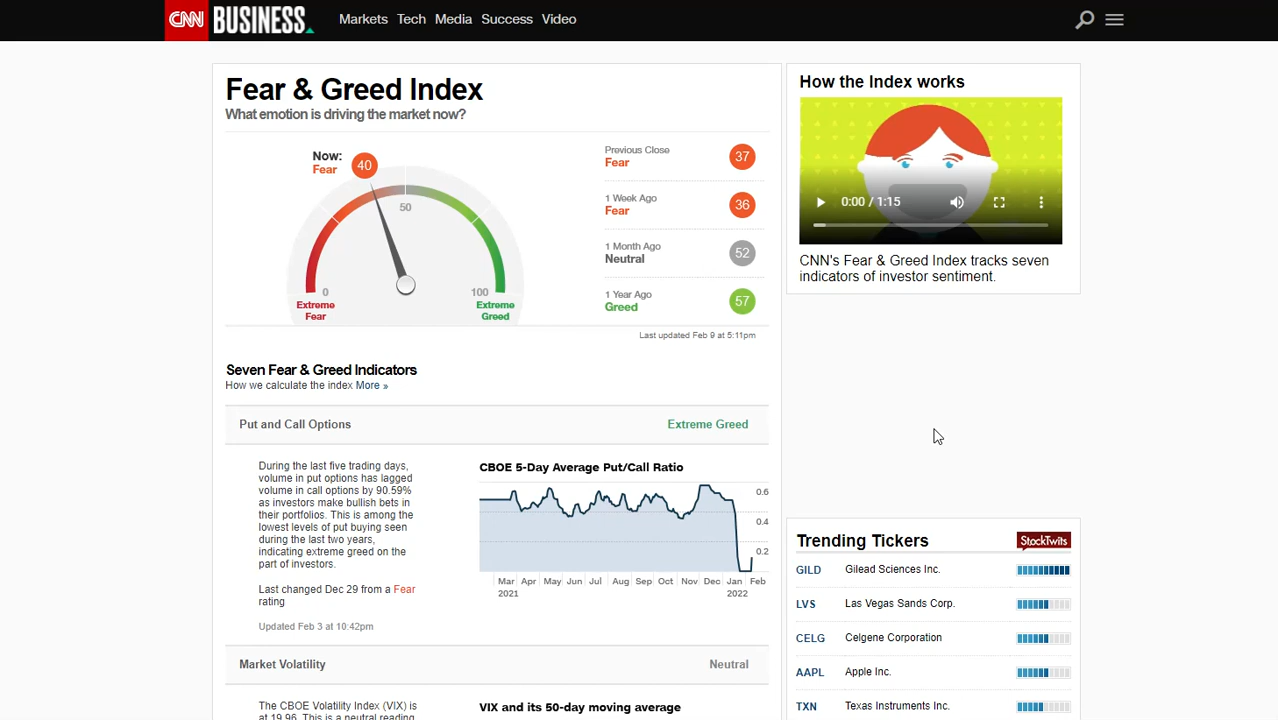 CNN BUSINESS Markets Tech Media Success Video
Fear & Greed Index
What emotion is driving the market now?
Now:
Fear
40
50
0
100
Extreme
Fear
Extreme
Greed
Previous Close
Fear
37
1 Week Ago
Fear
36
1 Month Ago
Neutral
52
1 Year Ago
Greed
57
Last updated Feb 9 at 5:11pm
Seven Fear & Greed Indicators
How we calculate the index More »
Put and Call Options Extreme Greed
During the last five trading days,
volume in put options has lagged
volume in call options by 90.59%
as investors make bullish bets in
their portfolios. This is among the
lowest levels of put buying seen
during the last two years,
indicating extreme greed on the
part of investors.
Last changed Dec 29 from a Fear
rating
Updated Feb 3 at 10:42pm
CBOE 5-Day Average Put/Call Ratio
0.6
0.4
0.2
Mar Apr May Jun Jul Aug Sep Oct Nov Dec Jan Feb
2021 2022
Market Volatility Neutral
The CBOE Volatility Index (VIX) is
at 19.96. This is a neutral reading
VIX and its 50-day moving average
How the Index works
0:00 / 1:15
CNN's Fear & Greed Index tracks seven
indicators of investor sentiment.
Trending Tickers StockTwits
GILD Gilead Sciences Inc.
LVS Las Vegas Sands Corp.
CELG Celgene Corporation
AAPL Apple Inc.
TXN Texas Instruments Inc.